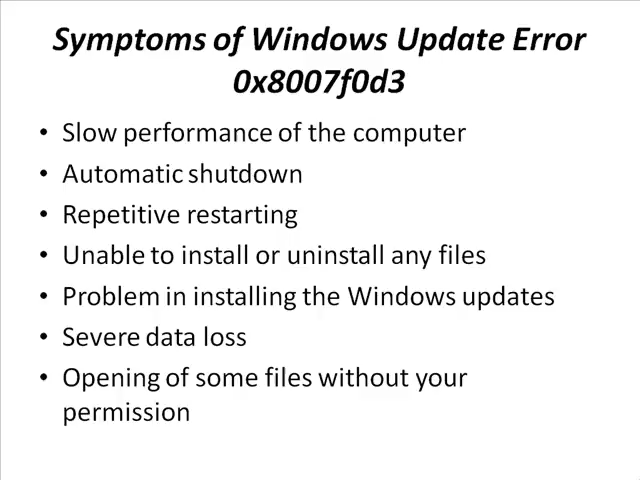 Symptoms of Windows Update Error
0x8007f0d3
• Slow performance of the computer
• Automatic shutdown
• Repetitive restarting
• Unable to install or uninstall any files
• Problem in installing the Windows updates
• Severe data loss
• Opening of some files without your
permission